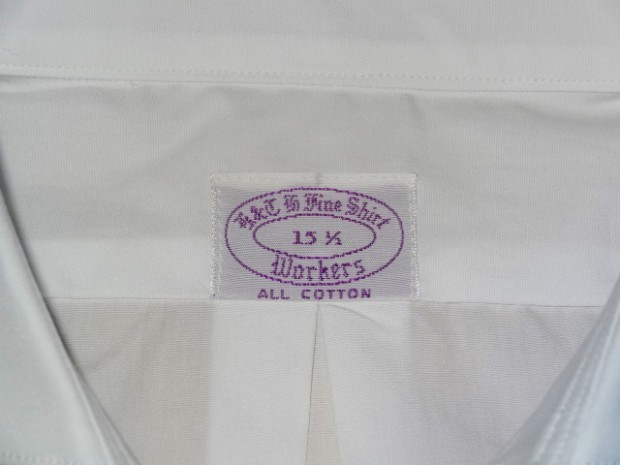 K&T H Fine Shirt
15 ½
Workers
ALL COTTON